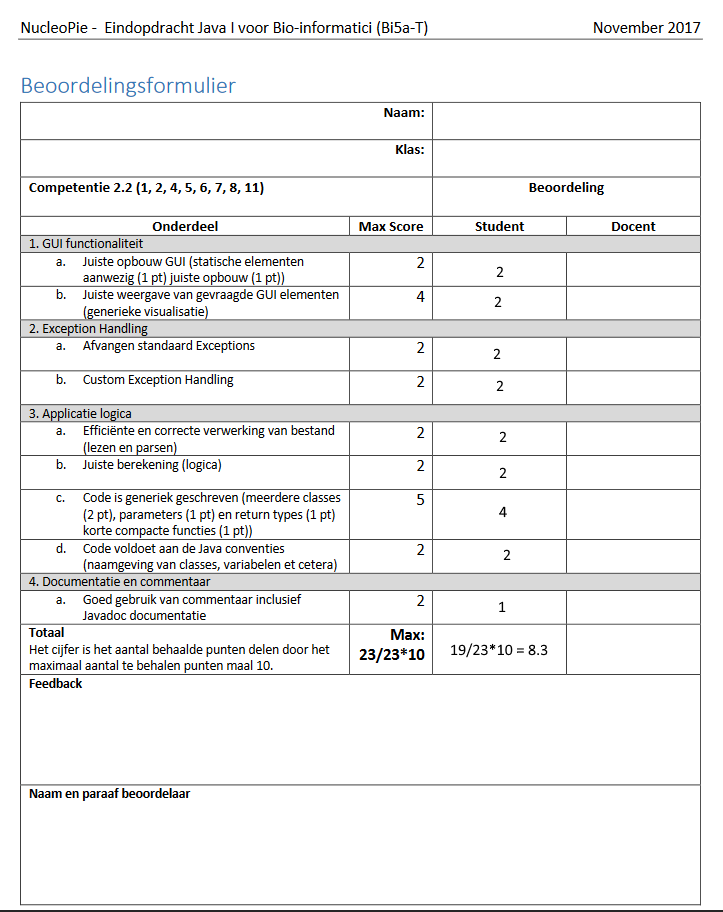 NucleoPie - Eindopdracht Java I voor Bio-informatici (Bi5a-T) November 2017
Beoordelingsformulier
Naam:
Klas:
Competentie 2.2 (1, 2, 4, 5, 6, 7, 8, 11) Beoordeling
Onderdeel Max Score Student Docent
1. GUI functionaliteit
a. Juiste opbouw GUI (statische elementen 2 2
aanwezig (1 pt) juiste opbouw (1 pt))
b. Juiste weergave van gevraagde GUI elementen 4 2
(generieke visualisatie)
2. Exception Handling
a. Afvangen standaard Exceptions 2 2
b. Custom Exception Handling 2 2
3. Applicatie logica
a. Efficiënte en correcte verwerking van bestand 2 2
(lezen en parsen)
b. Juiste berekening (logica) 2 2
c. Code is generiek geschreven (meerdere classes 5 4
(2 pt), parameters (1 pt) en return types (1 pt)
korte compacte functies (1 pt))
d. Code voldoet aan de Java conventies 2 2
(naamgeving van classes, variabelen et cetera)
4. Documentatie en commentaar
a. Goed gebruik van commentaar inclusief 2 1
Javadoc documentatie
Totaal Max:
Het cijfer is het aantal behaalde punten delen door het 23/23*10 19/23*10 = 8.3
maximaal aantal te behalen punten maal 10.
Feedback
Naam en paraaf beoordelaar